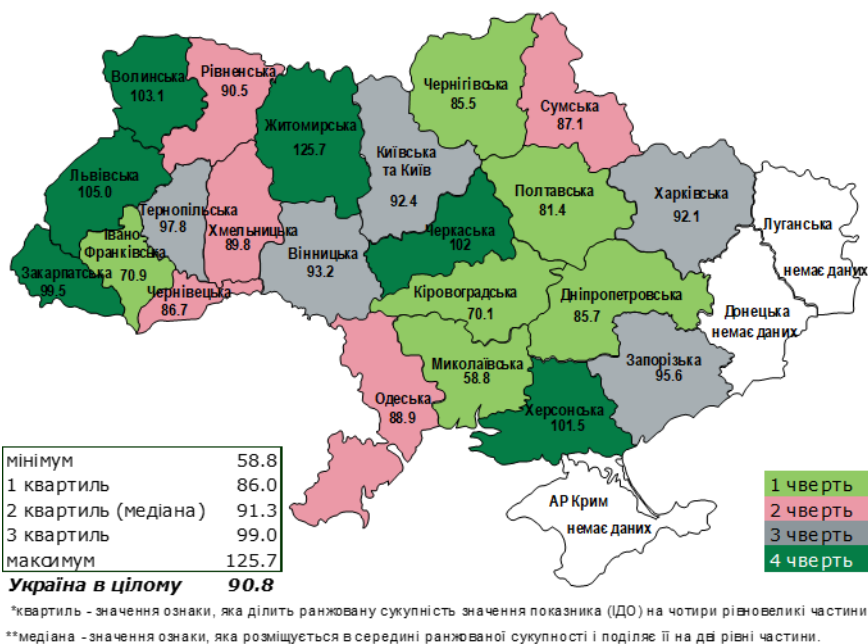 Волинська
103.1
Рівненська
90.5
Житомирська
125.7
Київська
та Київ
92.4
Чернігівська
85.5
Сумська
87.1
Львівська
105.0
Тернопільська
97.8
Хмельницька
89.8
Вінницька
93.2
Черкаська
102
Полтавська
81.4
Харківська
92.1
Луганська
немає даних
Івано
Франківська
70.9
Закарпатська
99.5
Чернівецька
86.7
Кіровоградська
70.1
Дніпропетровська
85.7
Донецька
немає даних
Миколаївська
58.8
Запорізька
95.6
Одеська
88.9
Херсонська
101.5
АР Крим
немає даних
мінімум 58.8
1 квартиль 86.0
2 квартиль (медіана) 91.3
3 квартиль 99.0
максимум 125.7
Україна в цілому 90.8
1 чверть
2 чверть
3 чверть
4 чверть
*квартиль - значення ознаки, яка ділить ранжовану сукупність значення показника (ІДО) на чотири рівновеликі частини
**медіана - значення ознаки, яка розміщується в середині ранжованої сукупності і поділяє її на дві рівні частини.